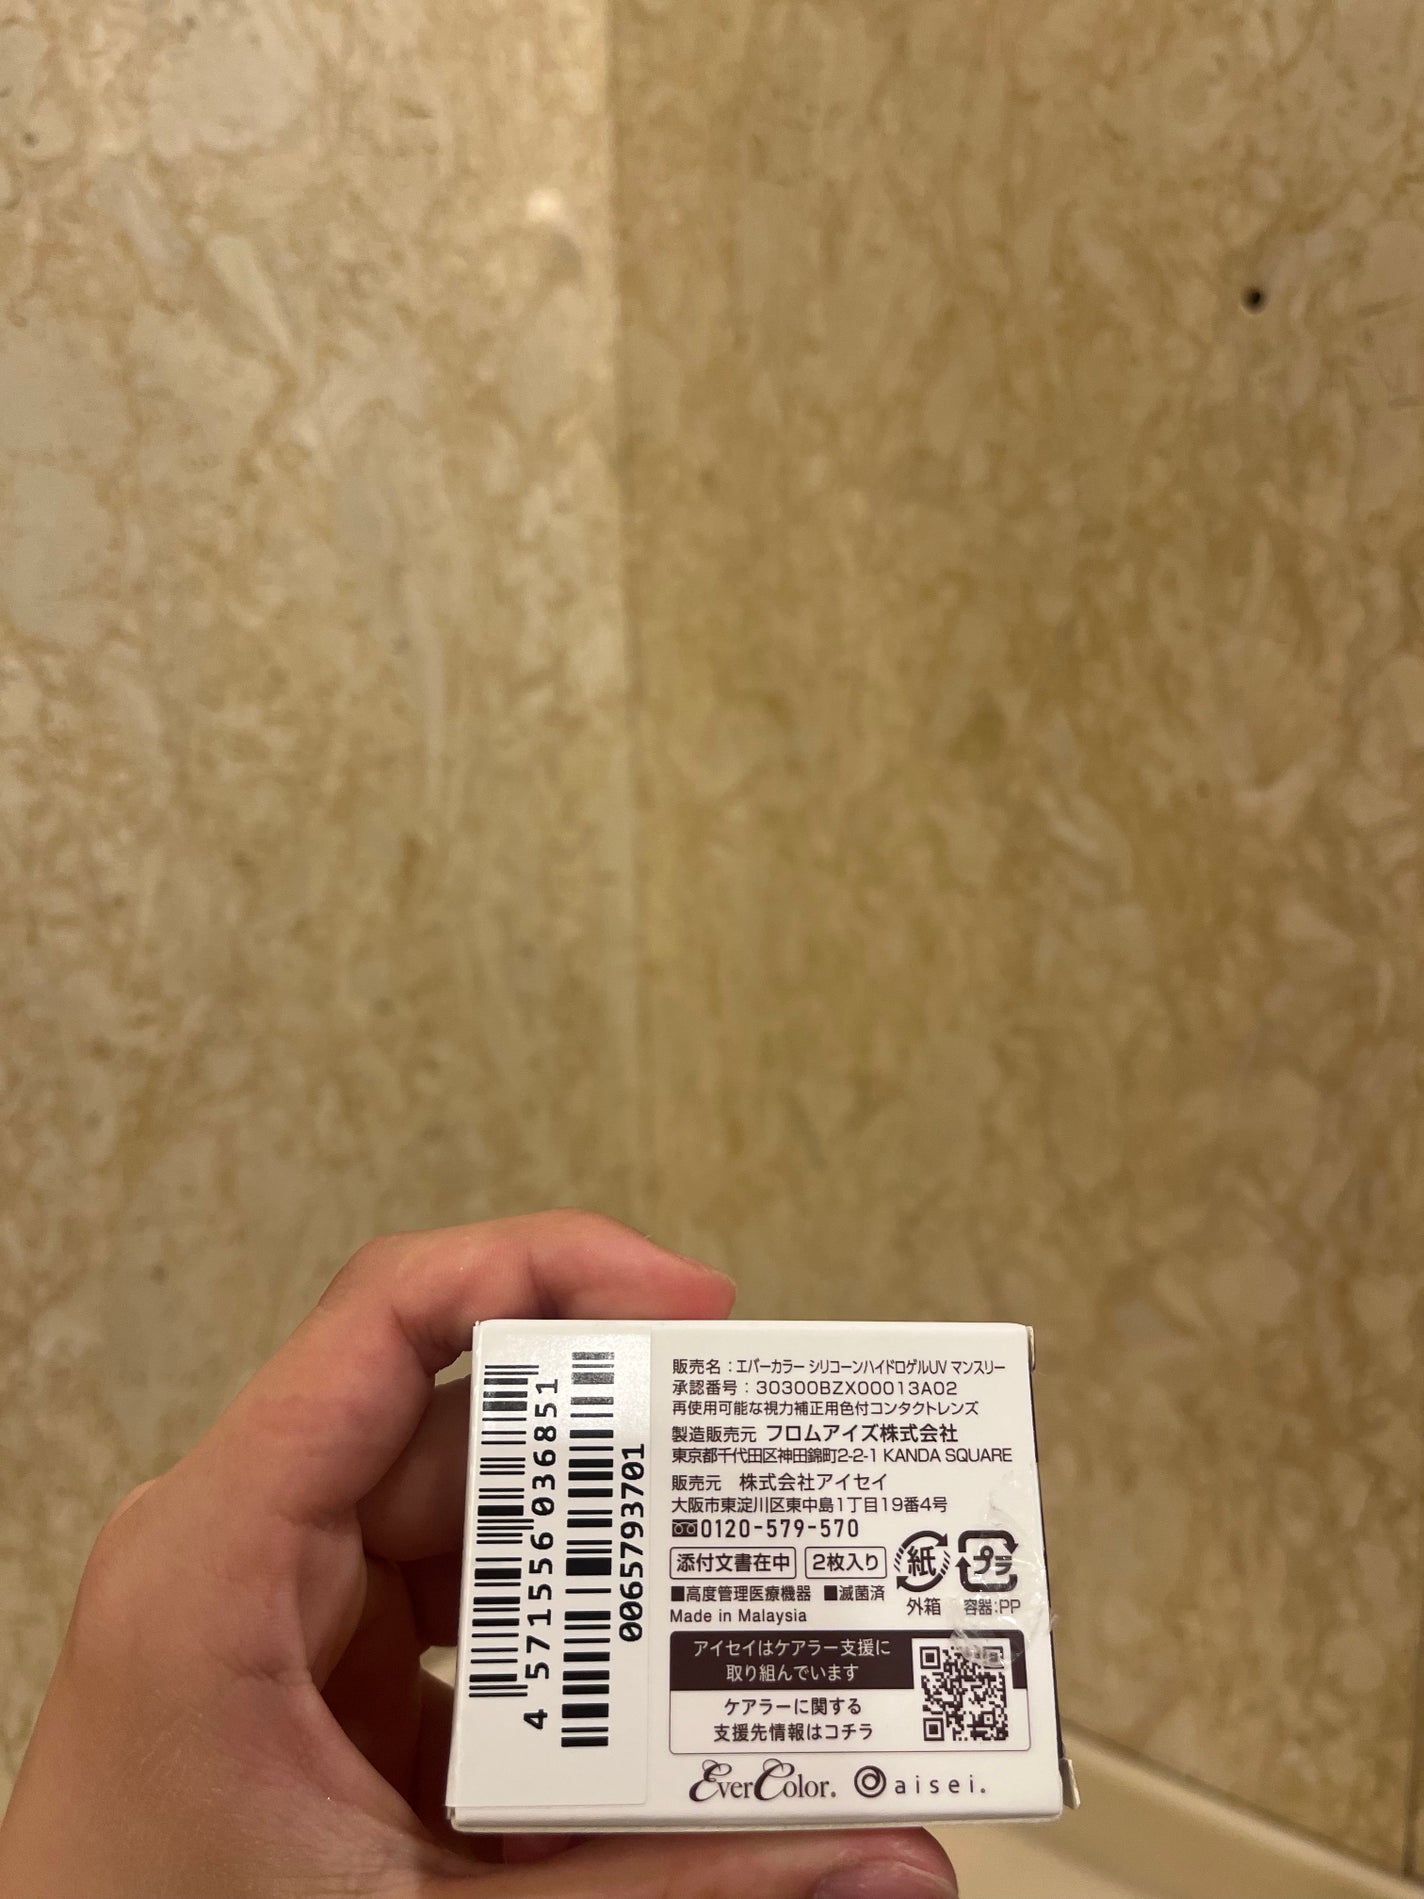 4 571556 036851
0065793701
販売名：エバーカラー シリコーンハイドロゲルUV マンスリー
承認番号：30300BZX00013A02
再使用可能な視力補正用色付コンタクトレンズ
製造販売元 フロムアイズ株式会社
東京都千代田区神田錦町2-2-1 KANDA SQUARE
販売元 株式会社アイセイ
大阪市東淀川区東中島1丁目19番4号
0120-579-570
添付文書在中 2枚入り 紙 プラ
■高度管理医療機器 ■滅菌済 外箱 容器:PP
Made in Malaysia
アイセイはケアラー支援に
取り組んでいます
ケアラーに関する
支援先情報はコチラ
EverColor® aisei®